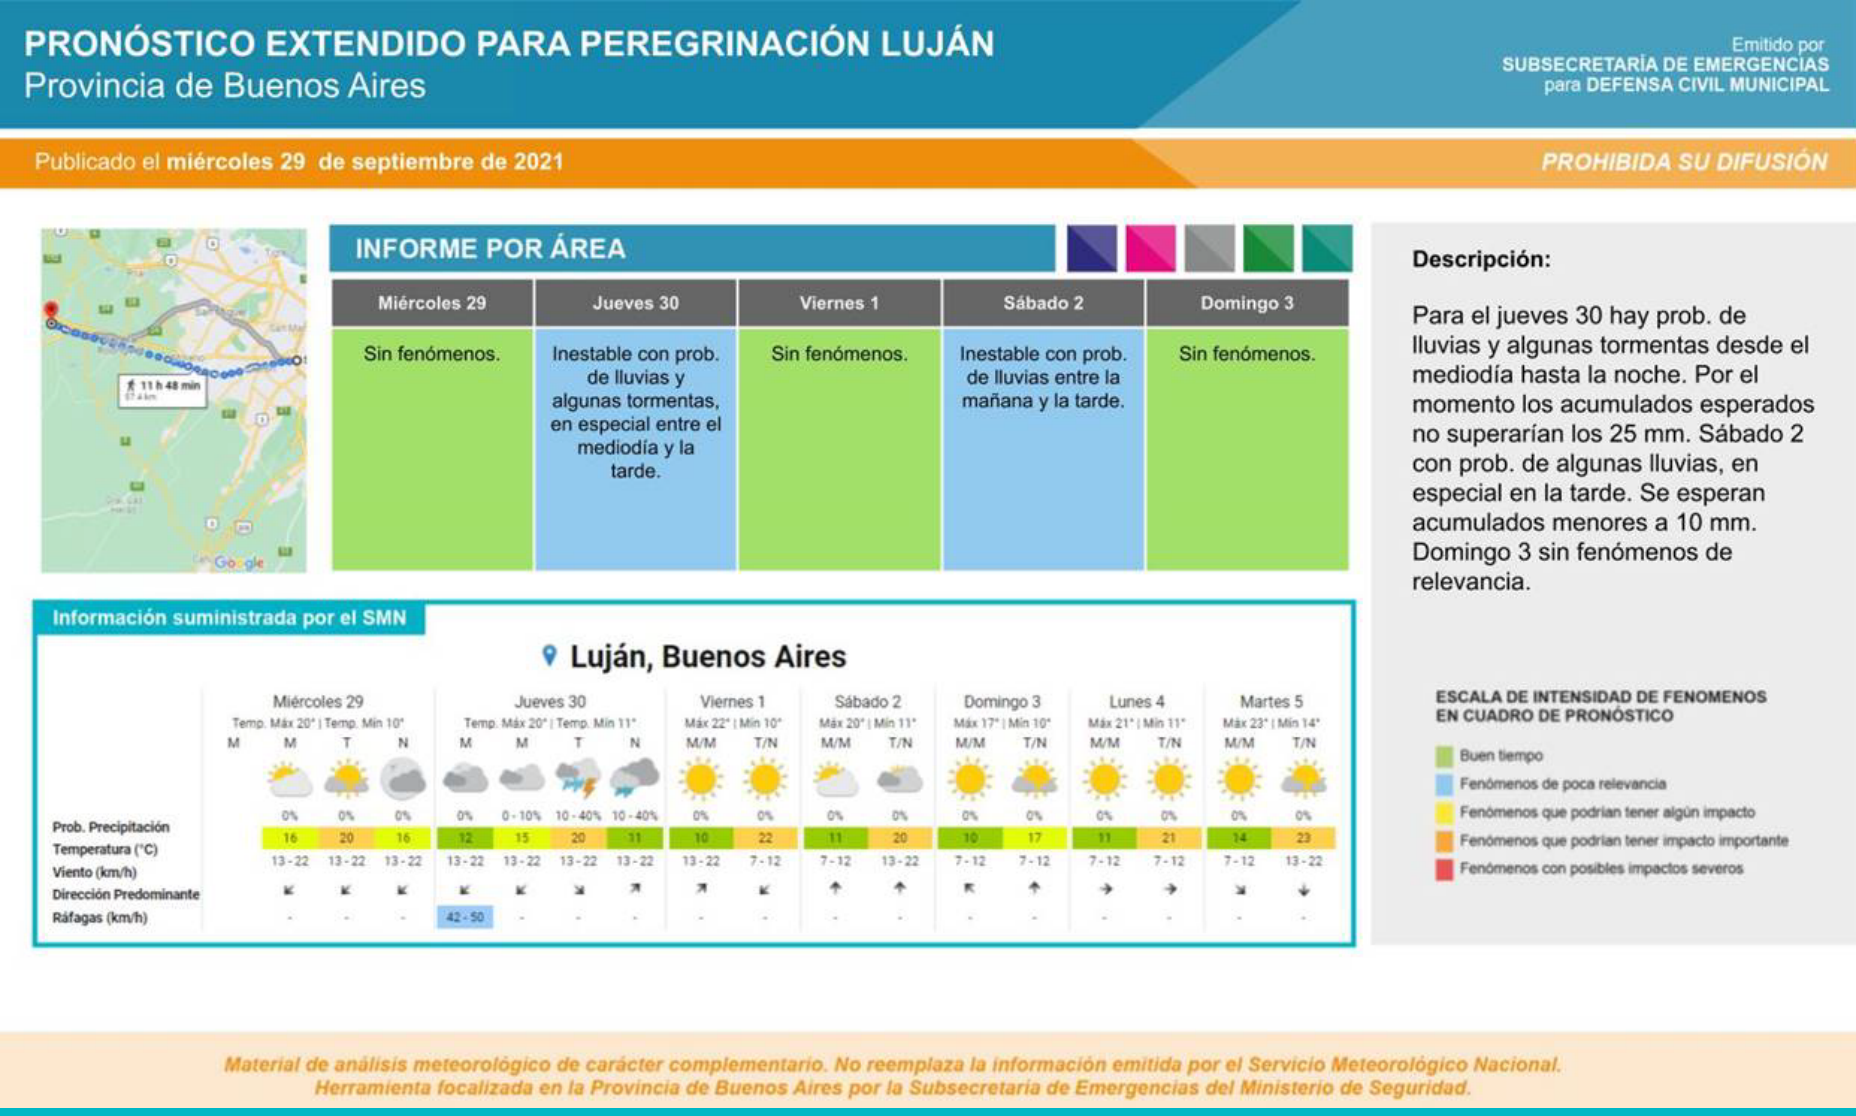 PRONÓSTICO EXTENDIDO PARA PEREGRINACIÓN LUJÁN
Provincia de Buenos Aires
Emitido por
SUBSECRETARÍA DE EMERGENCIAS
para DEFENSA CIVIL MUNICIPAL
Publicado el miércoles 29 de septiembre de 2021
PROHIBIDA SU DIFUSIÓN
11 h 48 min
Google
INFORME POR ÁREA
Miércoles 29 Jueves 30 Viernes 1 Sábado 2 Domingo 3
Sin fenómenos.
Inestable con prob.
de lluvias y
algunas tormentas,
en especial entre el
mediodía y la
tarde.
Sin fenómenos.
Inestable con prob.
de lluvias entre la
mañana y la tarde.
Sin fenómenos.
Descripción:
Para el jueves 30 hay prob. de
lluvias y algunas tormentas desde el
mediodía hasta la noche. Por el
momento los acumulados esperados
no superarían los 25 mm. Sábado 2
con prob. de algunas lluvias, en
especial en la tarde. Se esperan
acumulados menores a 10 mm.
Domingo 3 sin fenómenos de
relevancia.
Información suministrada por el SMN
Luján, Buenos Aires
Miércoles 29 Jueves 30 Viernes 1 Sábado 2 Domingo 3 Lunes 4 Martes 5
Temp. Máx 20° | Temp. Mín 10° Temp. Máx 20° | Temp. Mín 11° Máx 22° | Mín 10° Máx 20° | Mín 11° Máx 17° | Mín 10° Máx 21° | Mín 11° Máx 23° | Mín 14°
M M T N M M T N M/M T/N M/M T/N M/M T/N M/M T/N M/M T/N
Prob. Precipitación 0% 0% 0% 0% 0 - 10% 10 - 40% 10 - 40% 0% 0% 0% 0% 0% 0% 0% 0% 0% 0%
Temperatura (°C) 16 20 16 12 15 20 11 10 22 11 20 10 17 11 21 14 23
Viento (km/h) 13 - 22 13 - 22 13 - 22 13 - 22 13 - 22 13 - 22 13 - 22 13 - 22 7 - 12 7 - 12 13 - 22 7 - 12 7 - 12 7 - 12 7 - 12 7 - 12 13 - 22
Dirección Predominante ↙ ↙ ↙ ↙ ↙ ↘ ↗ ↗ ↙ ↑ ↑ ↖ ↑ → → ↘ ↓
Ráfagas (km/h) - - - 42 - 50 - - - - - - - - - - - - -
ESCALA DE INTENSIDAD DE FENOMENOS
EN CUADRO DE PRONÓSTICO
Buen tiempo
Fenómenos de poca relevancia
Fenómenos que podrían tener algún impacto
Fenómenos que podrían tener impacto importante
Fenómenos con posibles impactos severos
Material de análisis meteorológico de carácter complementario. No reemplaza la información emitida por el Servicio Meteorológico Nacional.
Herramienta focalizada en la Provincia de Buenos Aires por la Subsecretaría de Emergencias del Ministerio de Seguridad.